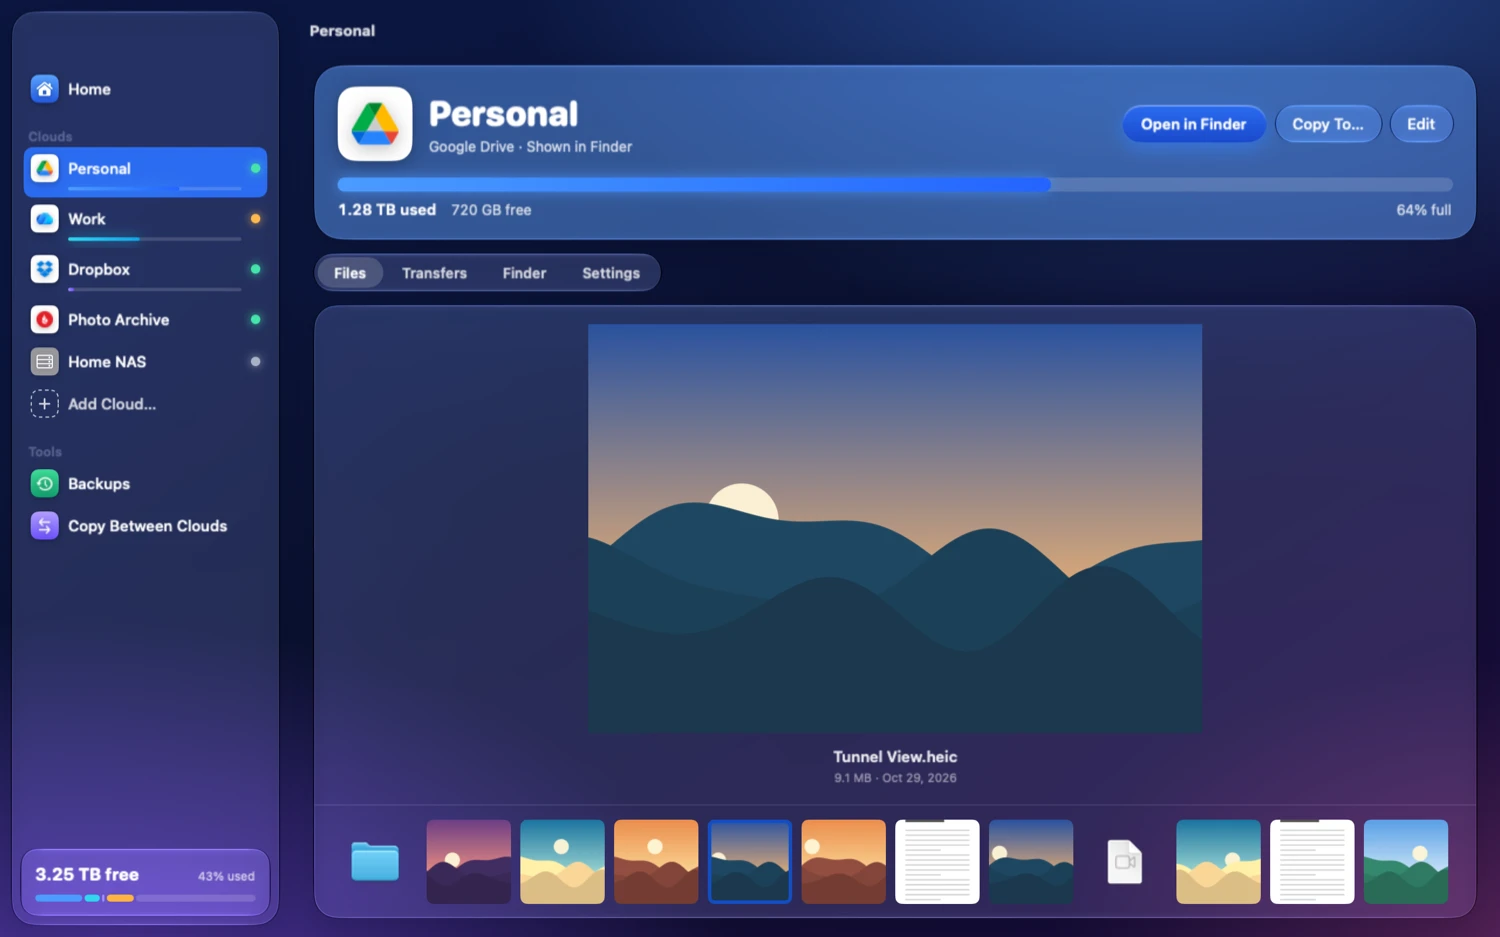 Personal
Home
Clouds
Personal
Work
Dropbox
Photo Archive
Home NAS
Add Cloud...
Tools
Backups
Copy Between Clouds
3.25 TB free
43% used
Personal
Google Drive · Shown in Finder
Open in Finder
Copy To...
Edit
1.28 TB used 720 GB free
64% full
Files
Transfers
Finder
Settings
Tunnel View.heic
9.1 MB · Oct 29, 2026